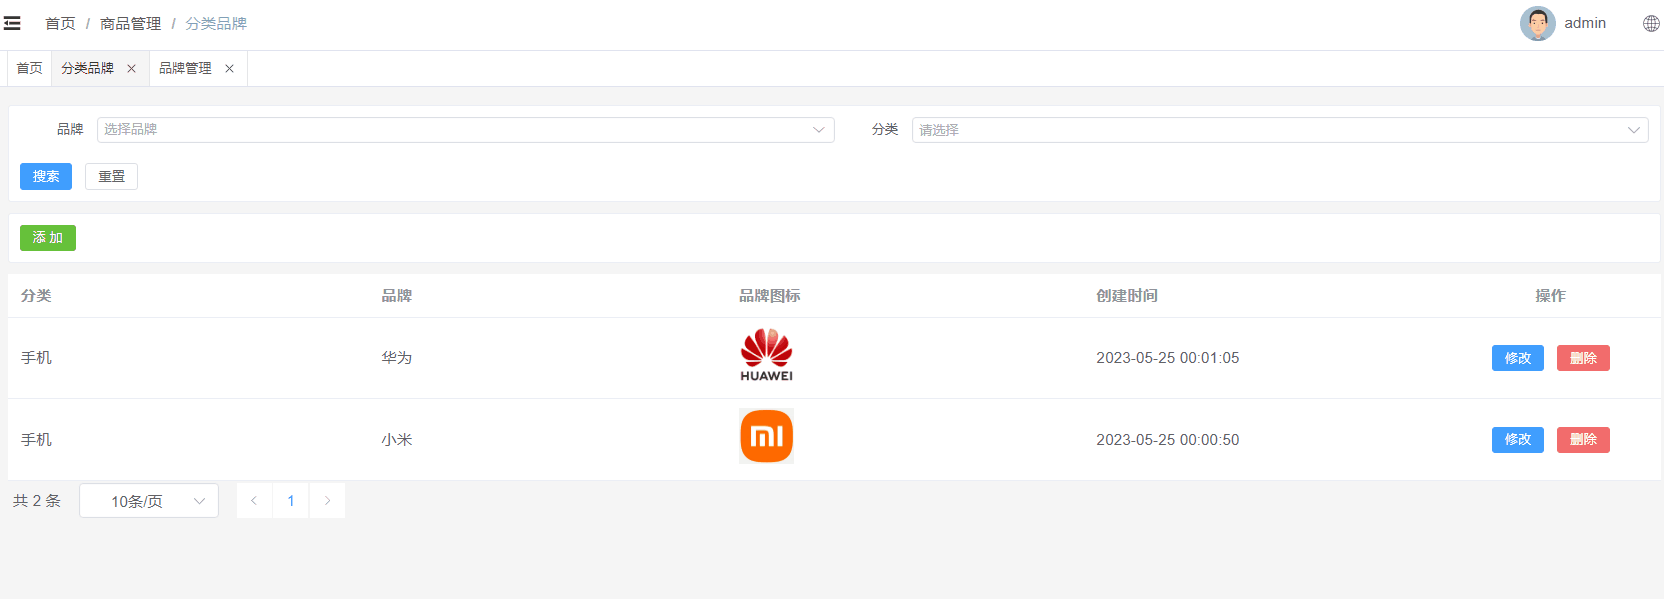 首页 / 商品管理 / 分类品牌 admin
首页 分类品牌 × 品牌管理 ×
品牌 选择品牌 分类 请选择
搜索 重置
添 加
分类 品牌 品牌图标 创建时间 操作
手机 华为 HUAWEI 2023-05-25 00:01:05 修改 删除
手机 小米 mi 2023-05-25 00:00:50 修改 删除
共 2 条 10条/页 < 1 >